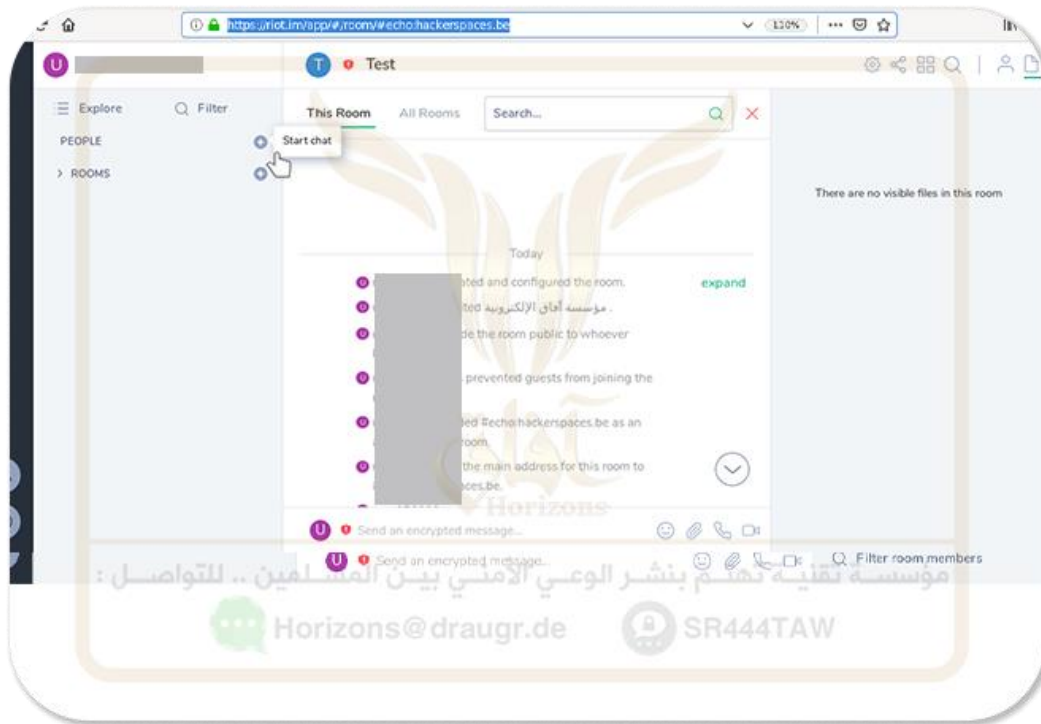 https://riot.im/app/#/room/#echo:hackerspaces.be
120%
U
T
Test
Explore
Filter
This Room
All Rooms
Search...
PEOPLE
Start chat
ROOMS
There are no visible files in this room
Today
ated and configured the room.
expand
ited مؤسسة آفاق الإلكترونية .
de the room public to whoever
prevented guests from joining the
ded #echo:hackerspaces.be as an
room.
the main address for this room to
aces.be.
آفاق
Horizons
Send an encrypted message...
Send an encrypted message...
Filter room members
مؤسسة تقنية تهتم بنشر الوعي الأمني بين المسلمين .. للتواصل :
Horizons@draugr.de
SR444TAW